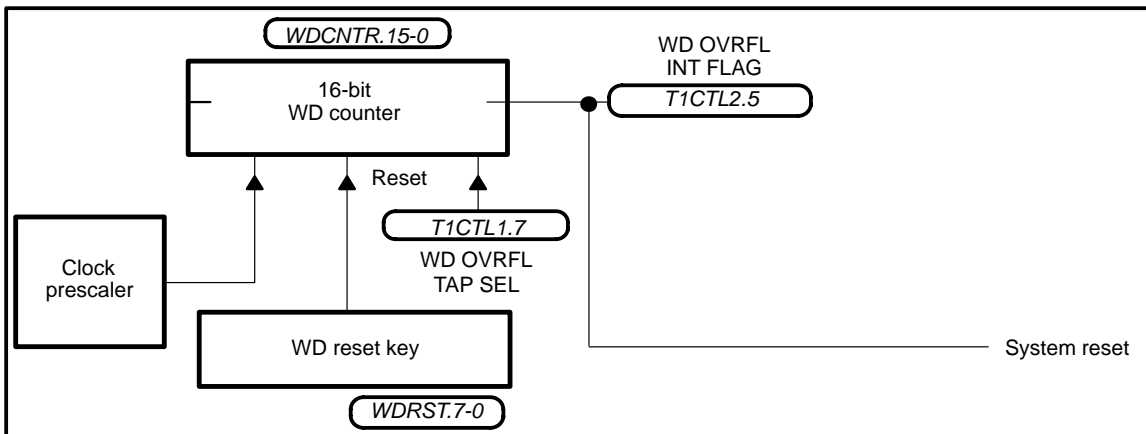 WDCNTR.15-0
16-bit
WD counter
WD OVRFL
INT FLAG
T1CTL2.5
Reset
T1CTL1.7
WD OVRFL
TAP SEL
Clock
prescaler
WD reset key
WDRST.7-0
System reset